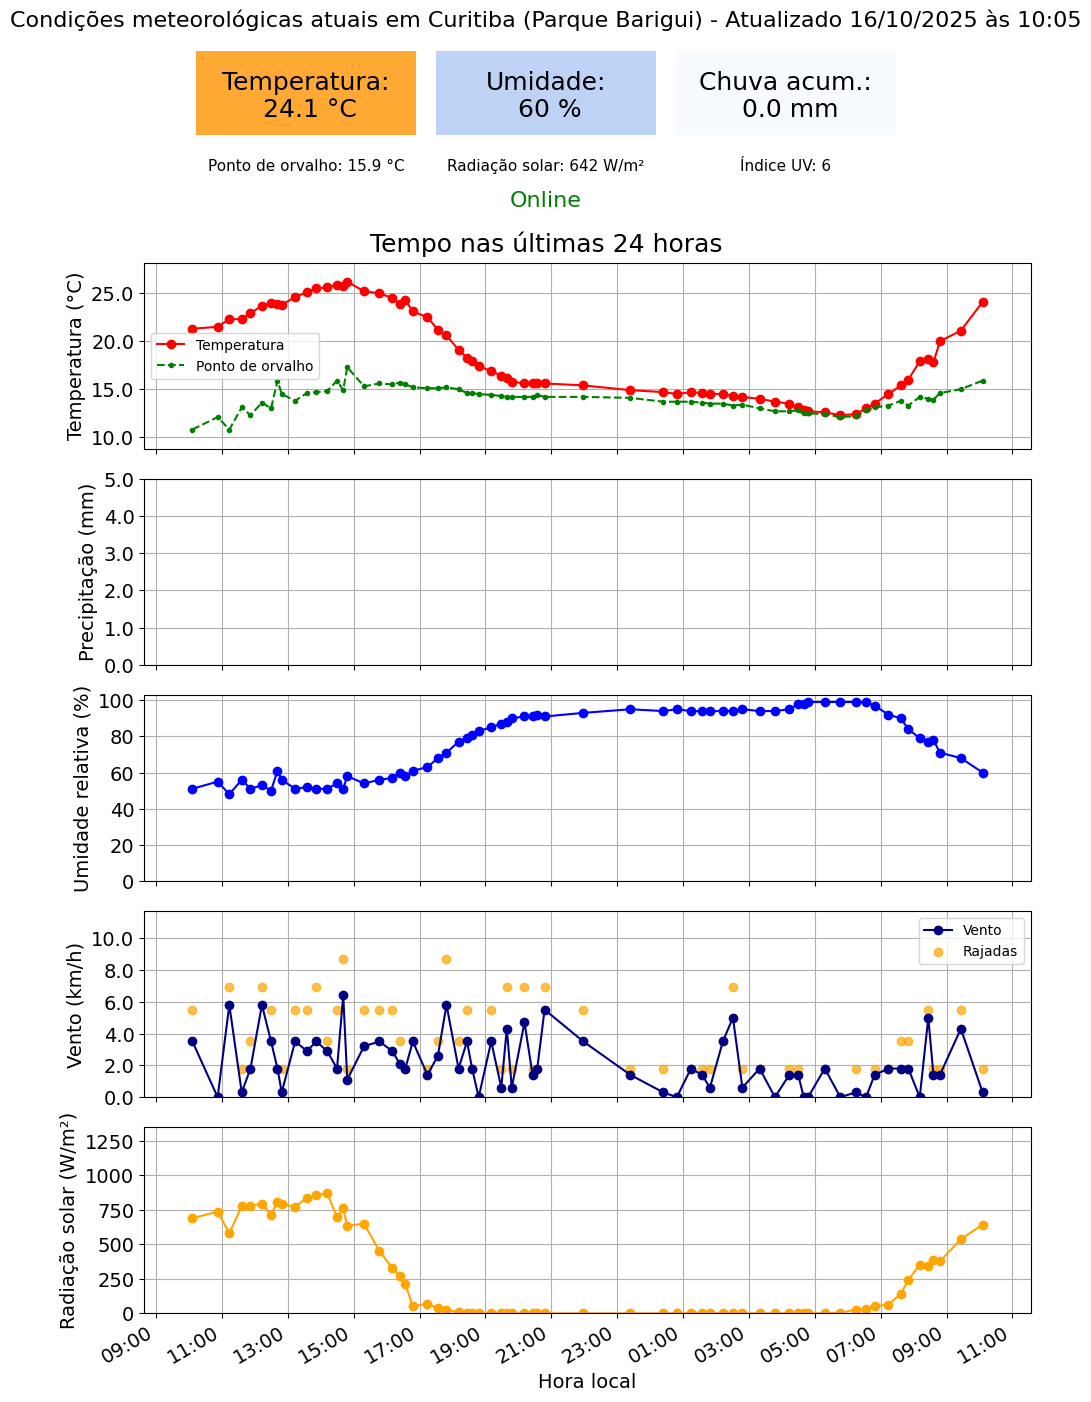 Condições meteorológicas atuais em Curitiba (Parque Barigui) - Atualizado 16/10/2025 às 10:05
Temperatura:
24.1 °C
Umidade:
60 %
Chuva acum.:
0.0 mm
Ponto de orvalho: 15.9 °C
Radiação solar: 642 W/m²
Índice UV: 6
Online
Tempo nas últimas 24 horas
Temperatura (°C)
25.0
20.0
15.0
10.0
Temperatura
Ponto de orvalho
Precipitação (mm)
5.0
4.0
3.0
2.0
1.0
0.0
Umidade relativa (%)
100
80
60
40
20
0
Vento (km/h)
10.0
8.0
6.0
4.0
2.0
0.0
Vento
Rajadas
Radiação solar (W/m²)
1250
1000
750
500
250
0
09:00
11:00
13:00
15:00
17:00
19:00
21:00
23:00
01:00
03:00
05:00
07:00
09:00
11:00
Hora local